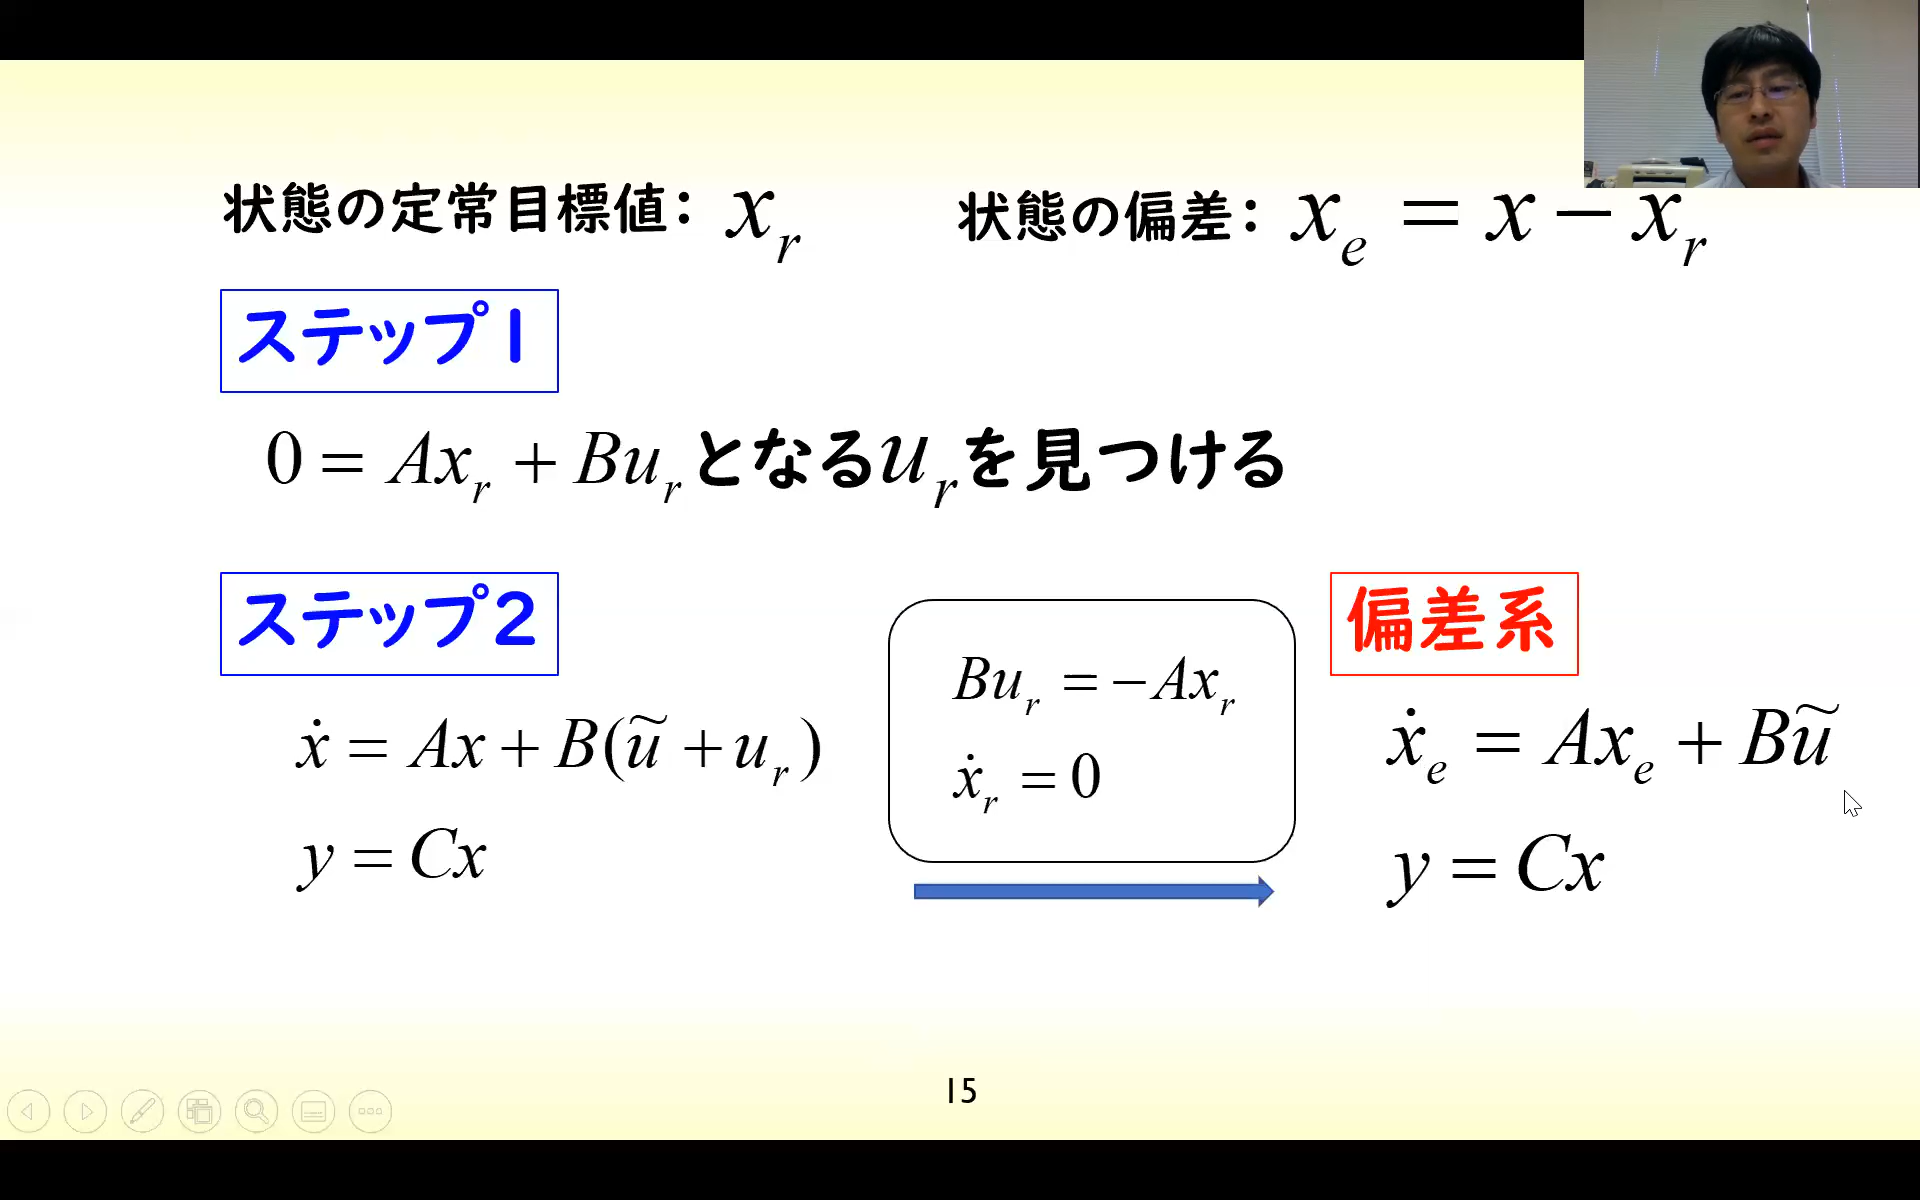 状態の定常目標値： x_r
状態の偏差： x_e = x − x_r
ステップ1
0 = Ax_r + Bu_r となる u_r を見つける
ステップ2
ẋ = Ax + B(ũ + u_r)
y = Cx
Bu_r = −Ax_r
ẋ_r = 0
偏差系
ẋ_e = Ax_e + Bũ
y = Cx
15